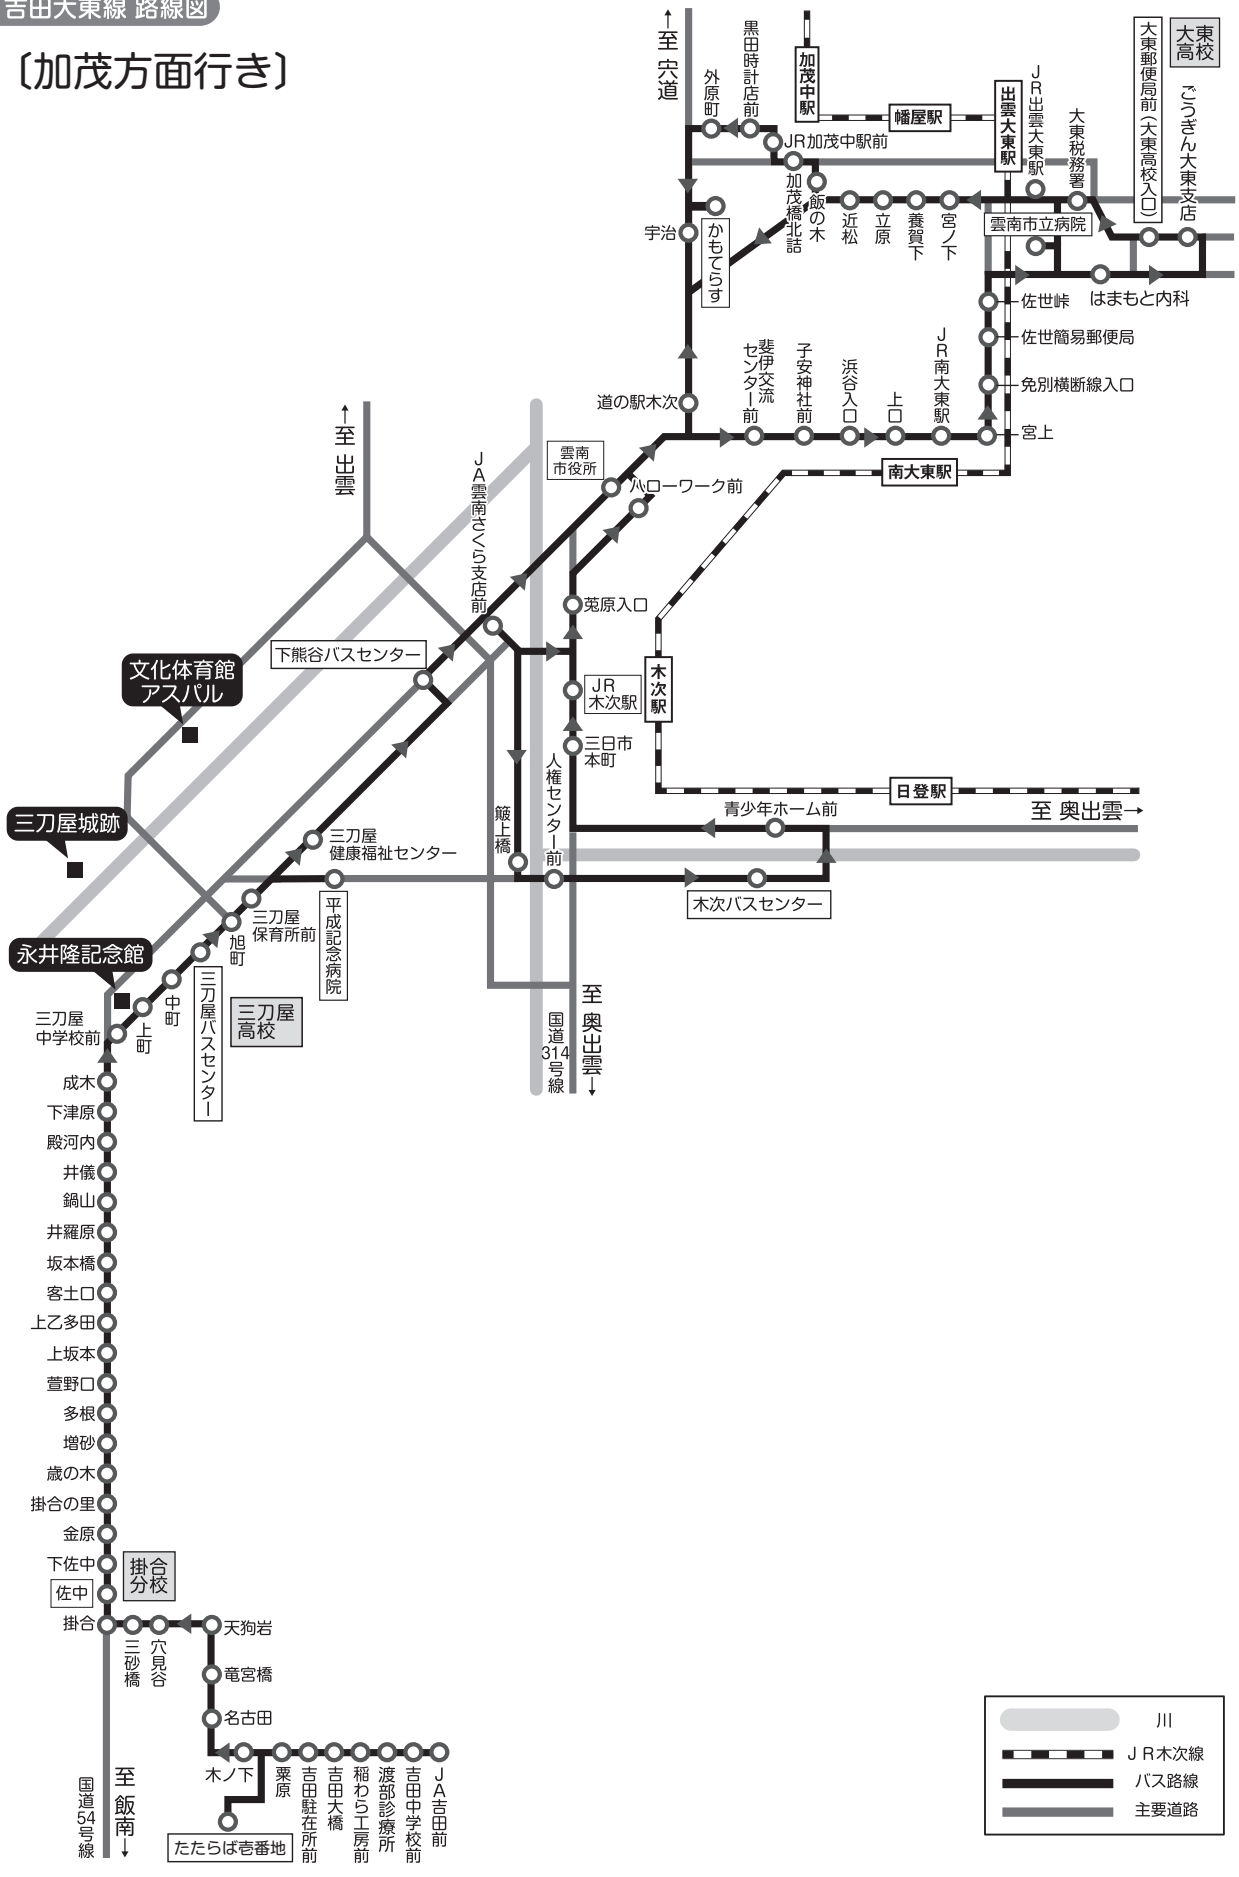 吉田大東線 路線図
〔加茂方面行き〕
←至 宍道
黒田時計店前
外原町
加茂中駅
幡屋駅
出雲大東駅
JR出雲大東駅
大東税務署
大東郵便局前(大東高校入口)
ごうぎん大東支店
大東
高校
JR加茂中駅前
加茂橋北詰
飯の木
近松
立原
養賀下
宮ノ下
雲南市立病院
宇治
かもてらす
はまもと内科
佐世峠
佐世簡易郵便局
免別横断線入口
宮上
道の駅木次
斐伊交流
センター前
子安神社前
浜谷入口
上口
JR南大東駅
南大東駅
←至 出雲
雲南
市役所
ハローワーク前
JA雲南さくら支店前
莵原入口
下熊谷バスセンター
文化体育館
アスパル
JR
木次駅
木次駅
三日市
本町
人権センター前
簸上橋
日登駅
至 奥出雲→
青少年ホーム前
三刀屋城跡
三刀屋
健康福祉センター
木次バスセンター
三刀屋
保育所前
平成記念病院
旭町
永井隆記念館
三刀屋バスセンター
三刀屋
高校
中町
上町
三刀屋
中学校前
国道314号線
至 奥出雲→
成木
下津原
殿河内
井儀
鍋山
井羅原
坂本橋
客土口
上乙多田
上坂本
萱野口
多根
増砂
歳の木
掛合の里
金原
下佐中
掛合
分校
佐中
掛合
三砂橋
穴見谷
天狗岩
竜宮橋
名古田
木ノ下
粟原
吉田駐在所前
吉田大橋
稲わら工房前
渡部診療所
吉田中学校前
JA吉田前
たたらば壱番地
国道54号線
至 飯南→
川
JR木次線
バス路線
主要道路